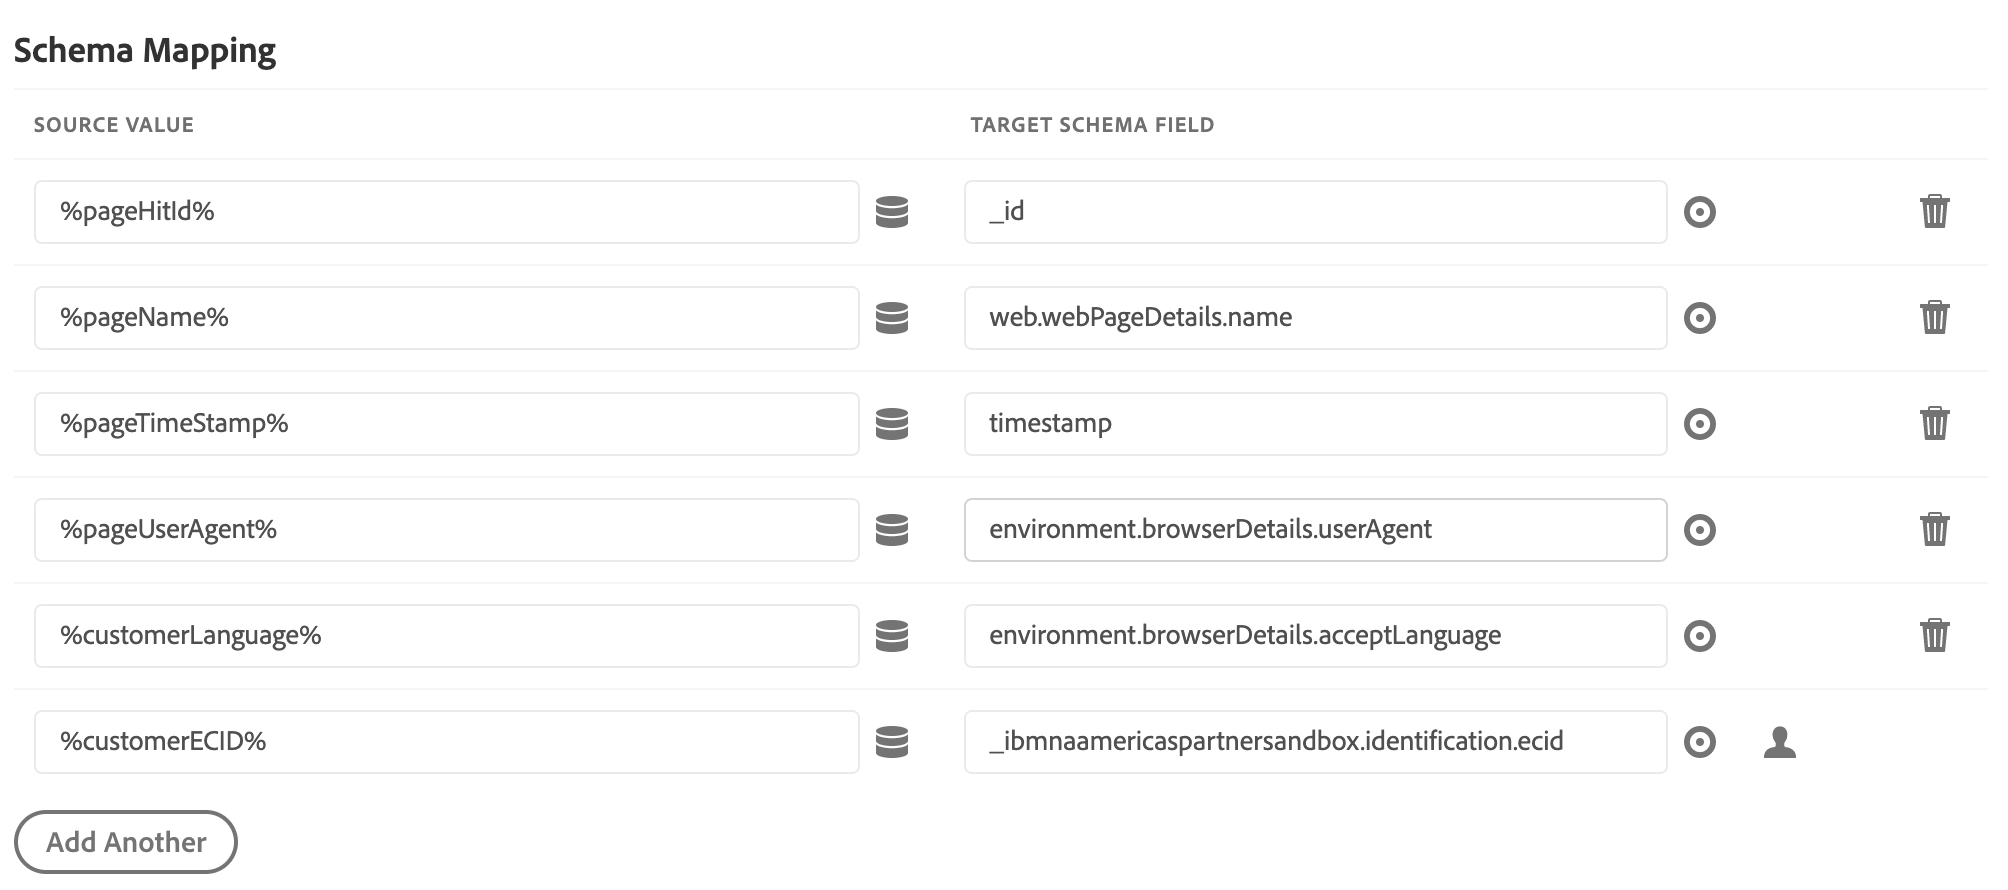 Schema Mapping
SOURCE VALUE TARGET SCHEMA FIELD
%pageHitId% _id
%pageName% web.webPageDetails.name
%pageTimeStamp% timestamp
%pageUserAgent% environment.browserDetails.userAgent
%customerLanguage% environment.browserDetails.acceptLanguage
%customerECID% _ibmnaamericaspartnersandbox.identification.ecid
Add Another